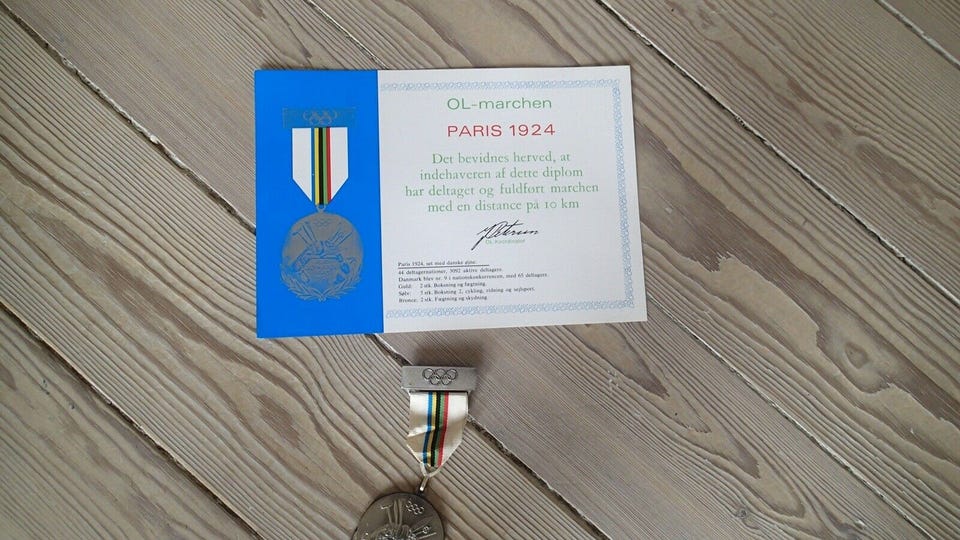 OL-marchen
PARIS 1924
Det bevidnes herved, at
indehaveren af dette diplom
har deltaget og fuldført marchen
med en distance på 10 km
OL Koordinator
Paris 1924, set med danske øjne:
44 deltagernationer, 3092 aktive deltagere.
Danmark blev nr. 9 i nationskonkurrencen, med 65 deltagere.
Guld: 2 stk. Boksning og fægtning.
Sølv: 5 stk. Boksning 2, cykling, ridning og sejlsport.
Bronce: 2 stk. Fægtning og skydning.